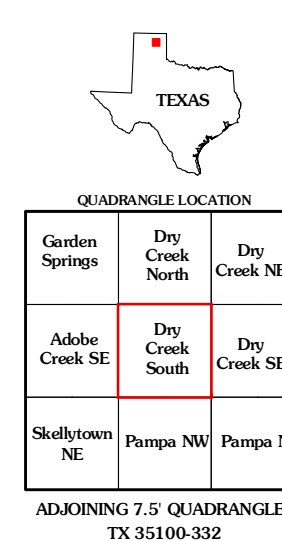 TEXAS
QUADRANGLE LOCATION
Garden
Springs
Dry
Creek
North
Dry
Creek NE
Adobe
Creek SE
Dry
Creek
South
Dry
Creek SE
Skellytown
NE
Pampa NW
Pampa
ADJOINING 7.5' QUADRANGLE
TX 35100-332